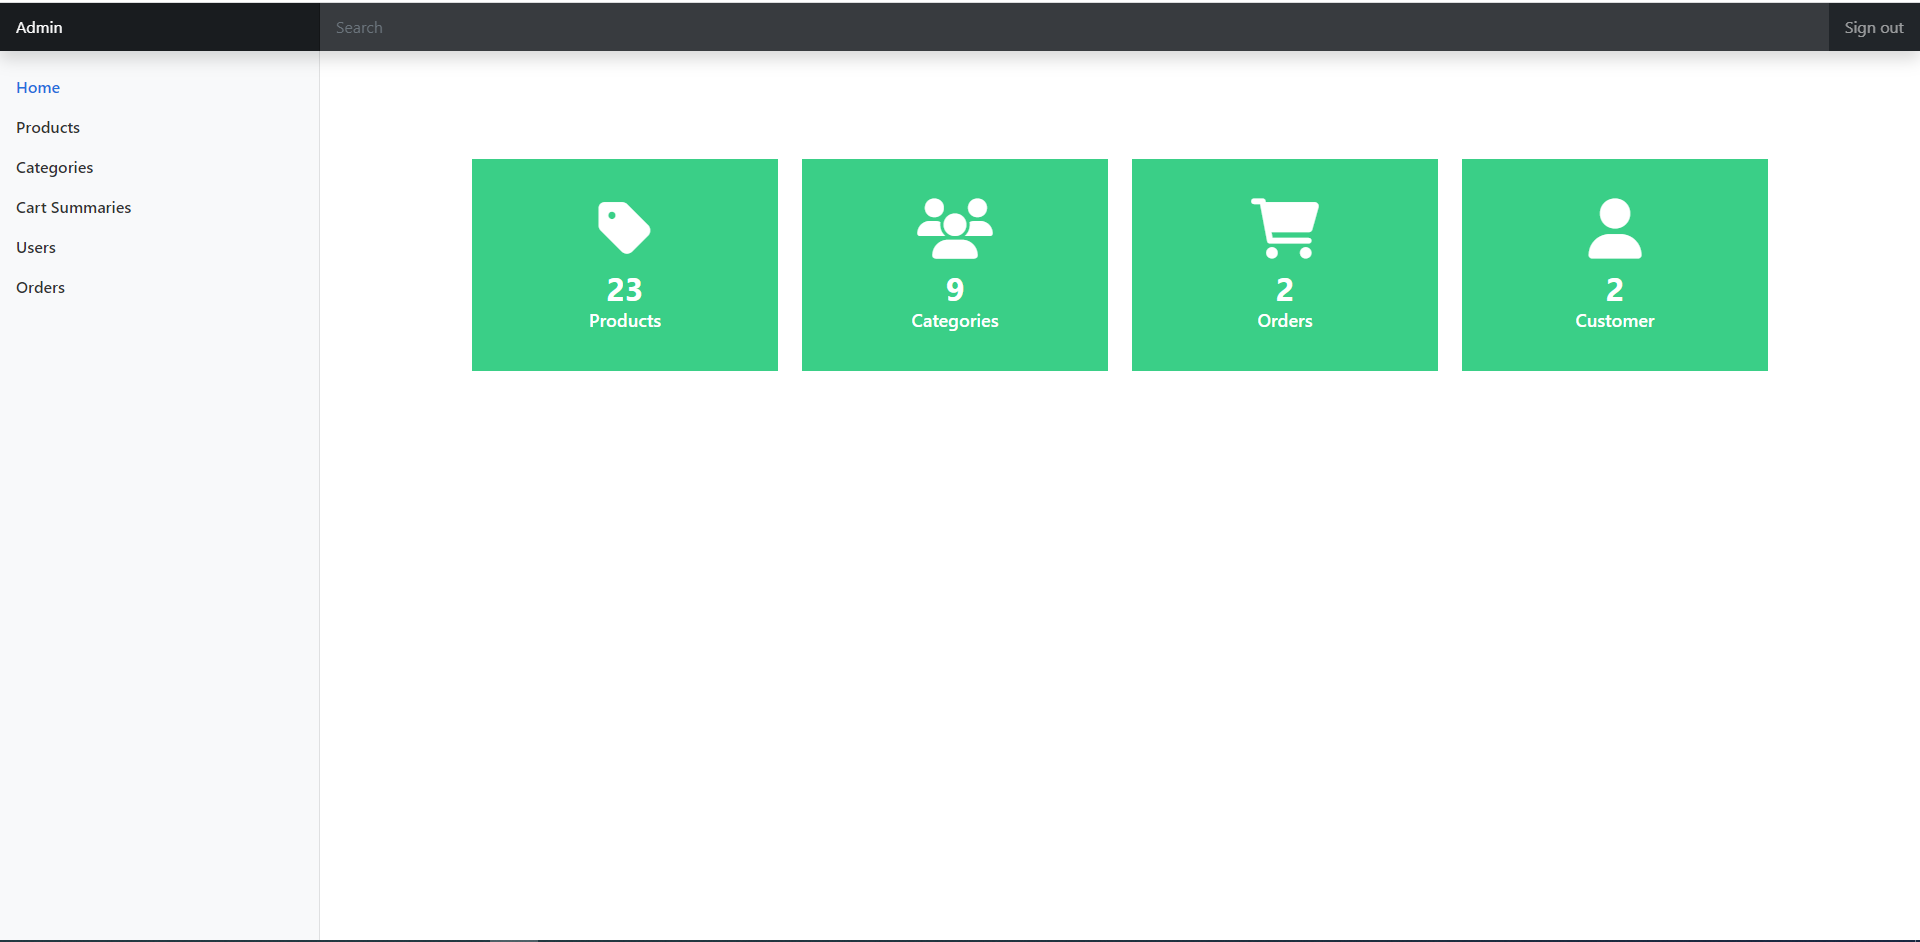 Admin
Search
Sign out
Home
Products
Categories
Cart Summaries
Users
Orders
23
Products
9
Categories
2
Orders
2
Customer